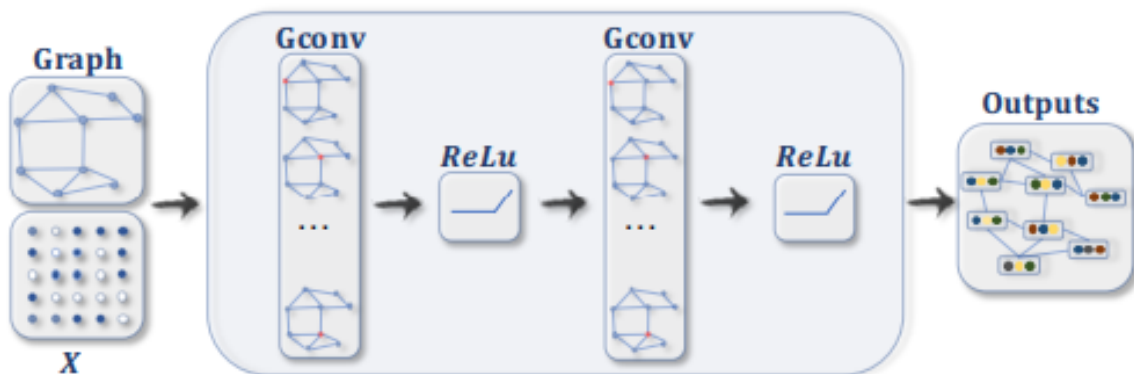 Graph
X
Gconv
...
ReLu
Gconv
...
ReLu
Outputs